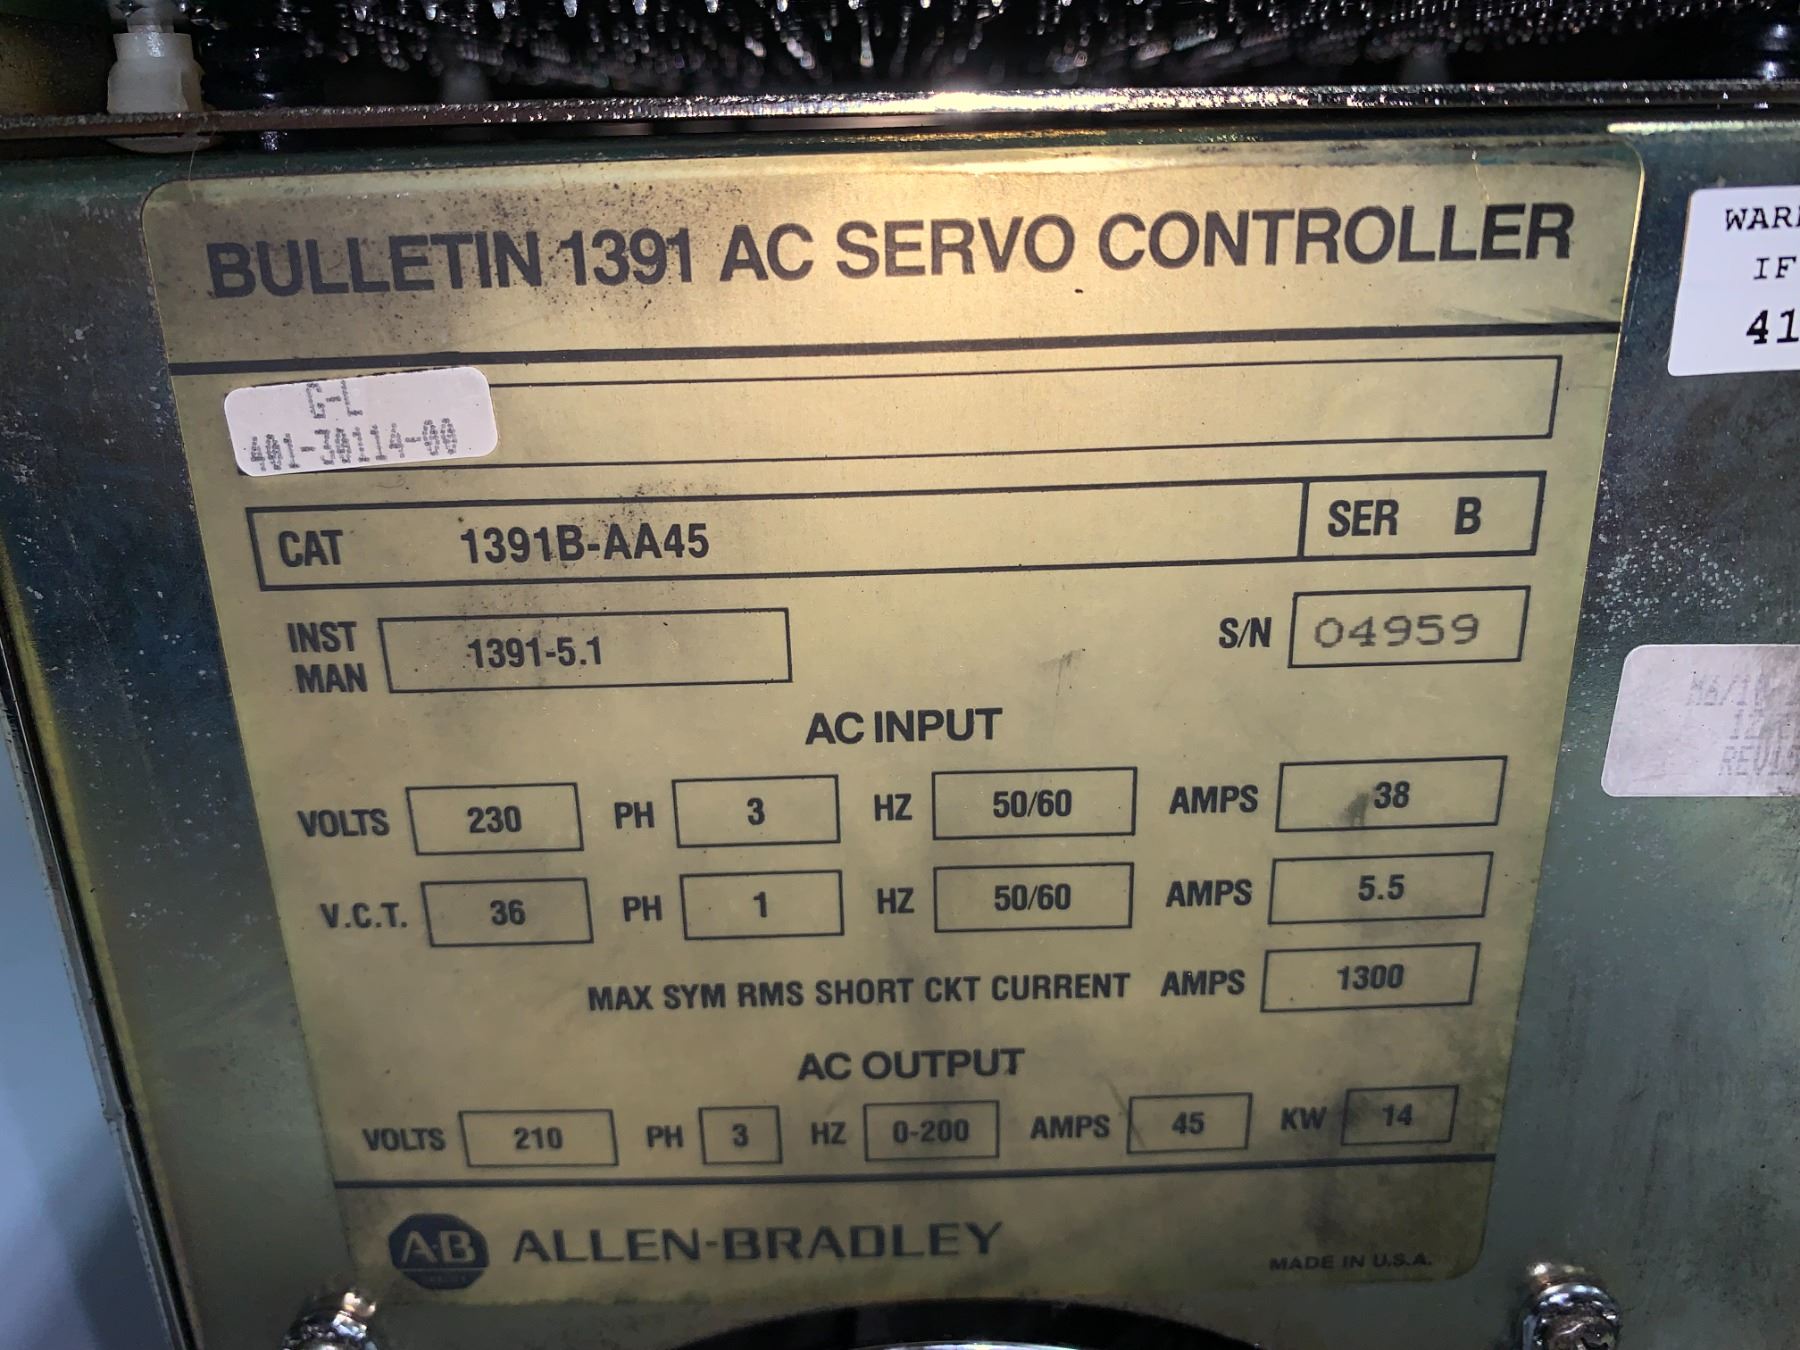 BULLETIN 1391 AC SERVO CONTROLLER
G-L
401-30114-00
CAT 1391B-AA45 SER B
INST MAN 1391-5.1 S/N 04959
AC INPUT
VOLTS 230 PH 3 HZ 50/60 AMPS 38
V.C.T. 36 PH 1 HZ 50/60 AMPS 5.5
MAX SYM RMS SHORT CKT CURRENT AMPS 1300
AC OUTPUT
VOLTS 210 PH 3 HZ 0-200 AMPS 45 KW 14
A-B ALLEN-BRADLEY
MADE IN U.S.A.
IF
41